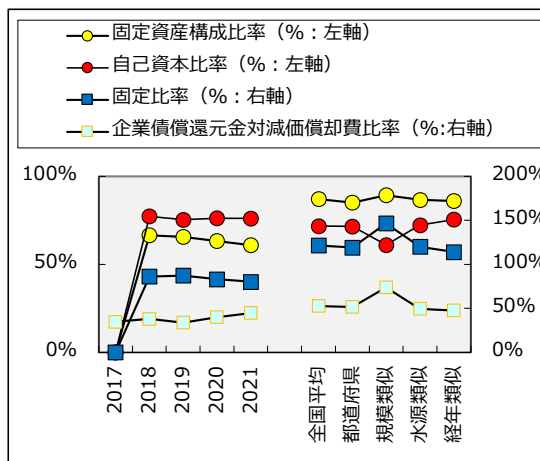 固定資産構成比率（%：左軸）
自己資本比率（%：左軸）
固定比率（%：右軸）
企業債償還元金対減価償却費比率（%:右軸）
100%
50%
0%
200%
150%
100%
50%
0%
2017
2018
2019
2020
2021
全国平均
都道府県
規模類似
水源類似
経年類似